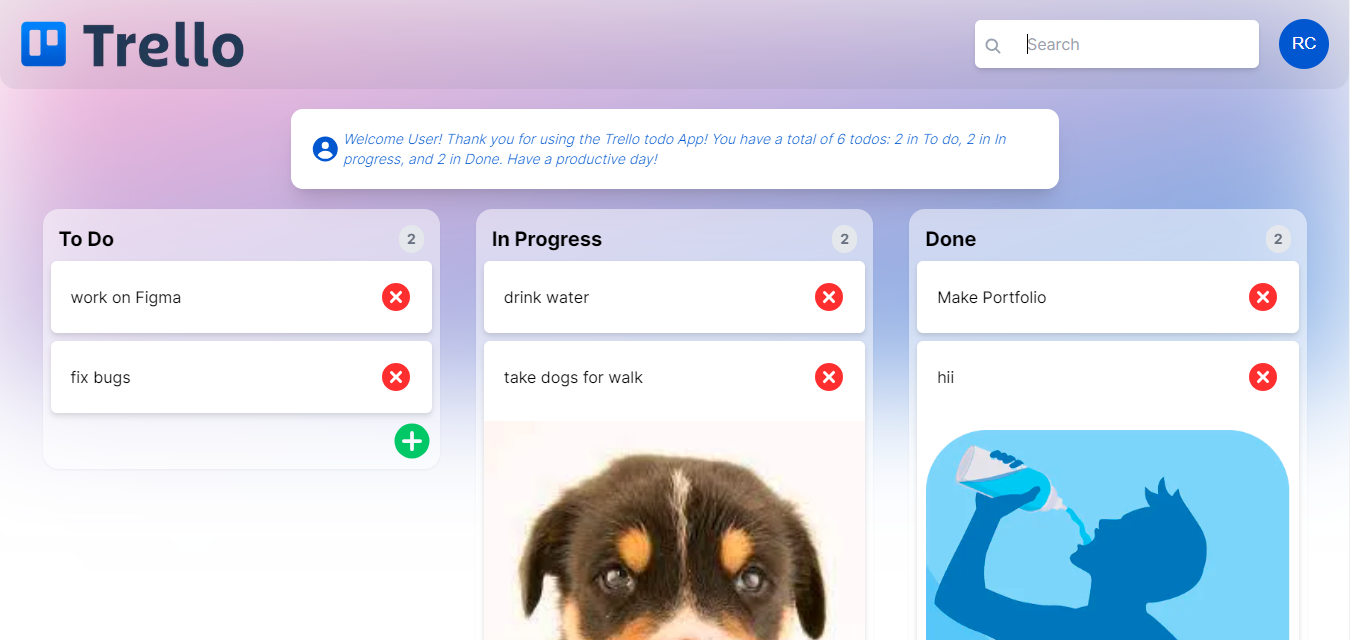 Trello
Search
RC
Welcome User! Thank you for using the Trello todo App! You have a total of 6 todos: 2 in To do, 2 in In
progress, and 2 in Done. Have a productive day!
To Do
2
work on Figma
fix bugs
In Progress
2
drink water
take dogs for walk
Done
2
Make Portfolio
hii